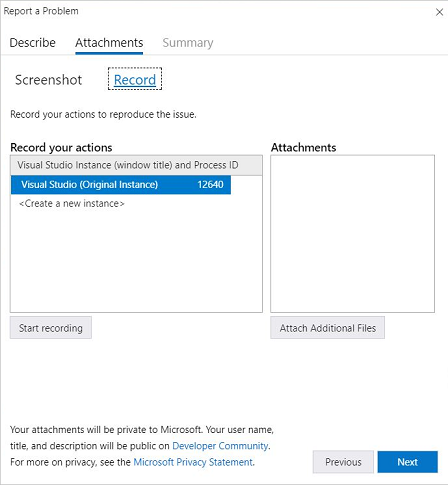 Report a Problem
Describe Attachments Summary
Screenshot Record
Record your actions to reproduce the issue.
Record your actions Attachments
Visual Studio Instance (window title) and Process ID
Visual Studio (Original Instance) 12640
<Create a new instance>
Start recording Attach Additional Files
Your attachments will be private to Microsoft. Your user name,
title, and description will be public on Developer Community.
For more on privacy, see the Microsoft Privacy Statement.
Previous Next